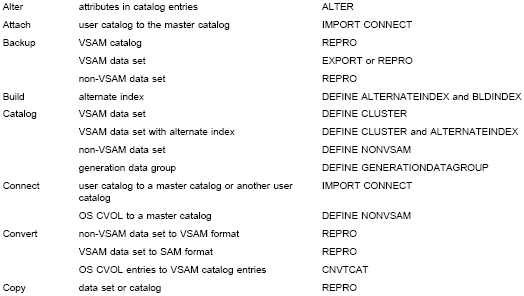 Alter attributes in catalog entries ALTER
Attach user catalog to the master catalog IMPORT CONNECT
Backup VSAM catalog REPRO
VSAM data set EXPORT or REPRO
non-VSAM data set REPRO
Build alternate index DEFINE ALTERNATEINDEX and BLDINDEX
Catalog VSAM data set DEFINE CLUSTER
VSAM data set with alternate index DEFINE CLUSTER and ALTERNATEINDEX
non-VSAM data set DEFINE NONVSAM
generation data group DEFINE GENERATIONDATAGROUP
Connect user catalog to a master catalog or another user IMPORT CONNECT
catalog
OS CVOL to a master catalog DEFINE NONVSAM
Convert non-VSAM data set to VSAM format REPRO
VSAM data set to SAM format REPRO
OS CVOL entries to VSAM catalog entries CNVTCAT
Copy data set or catalog REPRO